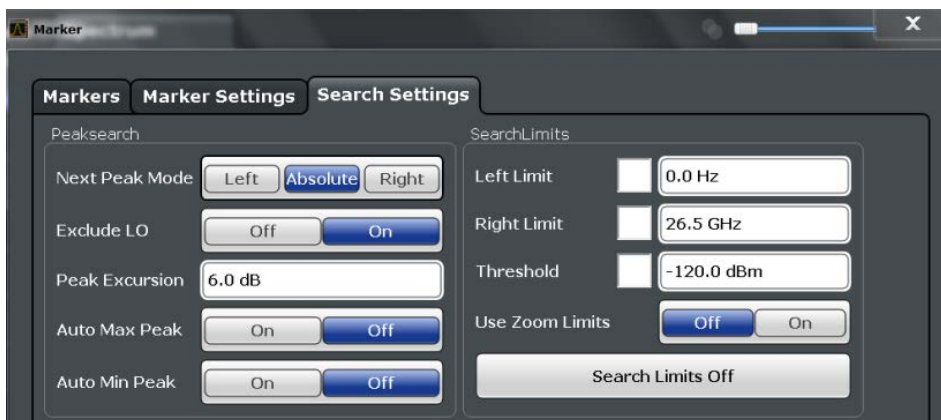 Marker
Markers Marker Settings Search Settings
Peaksearch
Next Peak Mode Left Absolute Right
Exclude LO Off On
Peak Excursion 6.0 dB
Auto Max Peak On Off
Auto Min Peak On Off
SearchLimits
Left Limit 0.0 Hz
Right Limit 26.5 GHz
Threshold -120.0 dBm
Use Zoom Limits Off On
Search Limits Off